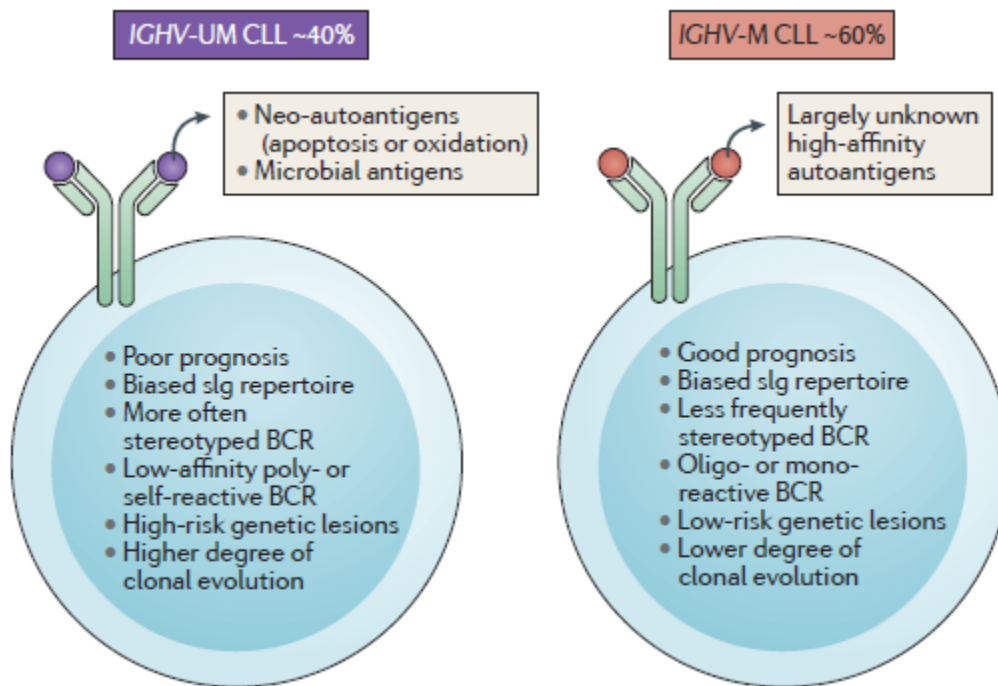 IGHV-UM CLL ~40%
• Neo-autoantigens
(apoptosis or oxidation)
• Microbial antigens
• Poor prognosis
• Biased sIg repertoire
• More often
stereotyped BCR
• Low-affinity poly- or
self-reactive BCR
• High-risk genetic lesions
• Higher degree of
clonal evolution
IGHV-M CLL ~60%
Largely unknown
high-affinity
autoantigens
• Good prognosis
• Biased sIg repertoire
• Less frequently
stereotyped BCR
• Oligo- or mono-
reactive BCR
• Low-risk genetic lesions
• Lower degree of
clonal evolution